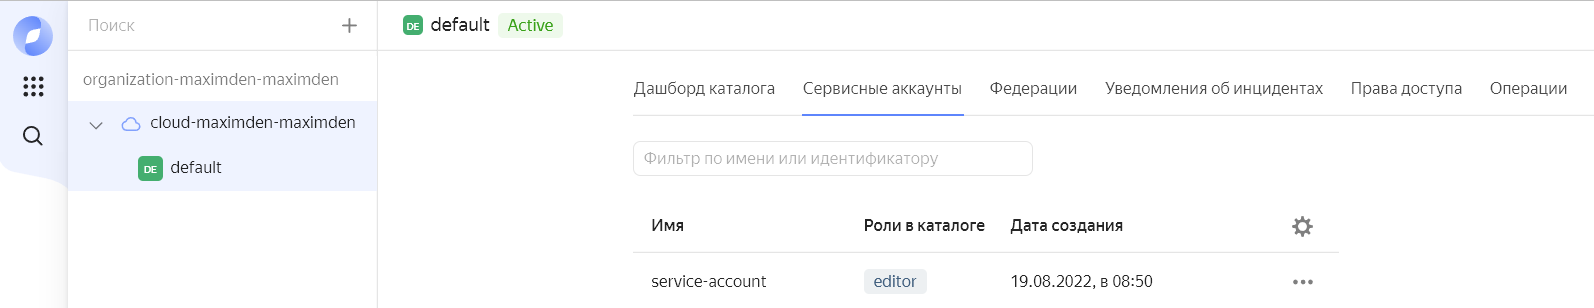 Поиск
organization-maximden-maximden
cloud-maximden-maximden
DE default
DE default Active
Дашборд каталога Сервисные аккаунты Федерации Уведомления об инцидентах Права доступа Операции
Фильтр по имени или идентификатору
Имя Роли в каталоге Дата создания
service-account editor 19.08.2022, в 08:50